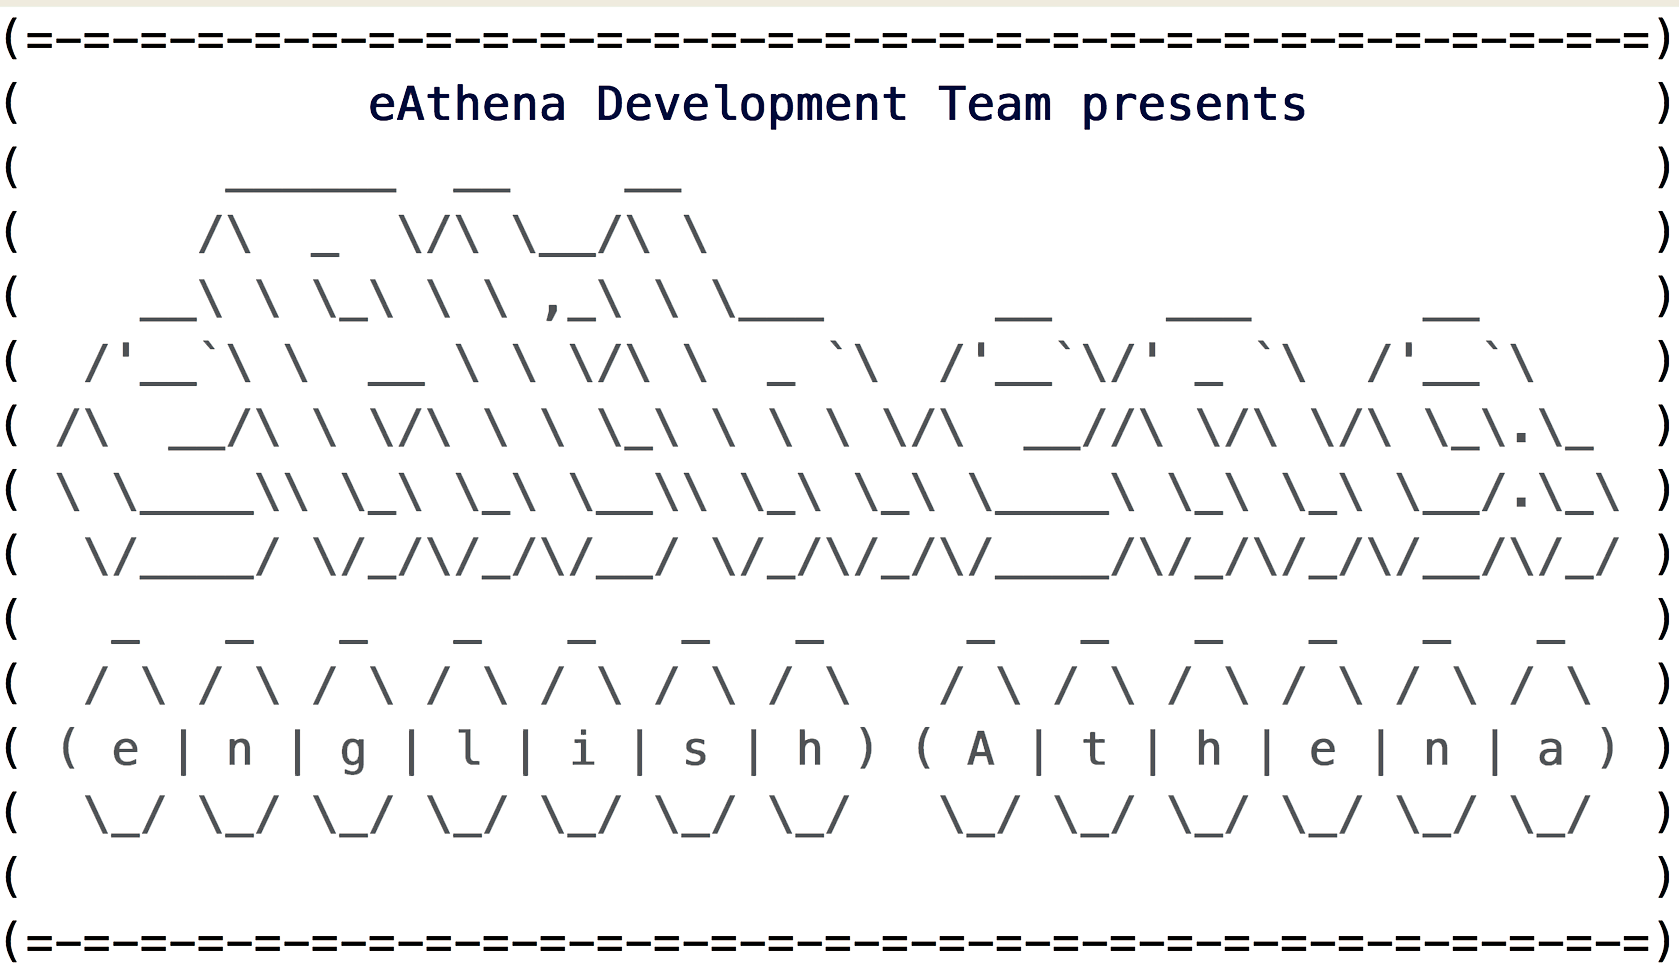 (=-=-=-=-=-=-=-=-=-=-=-=-=-=-=-=-=-=-=-=-=-=-=-=-=-=-=-=-=)
(            eAthena Development Team presents            )
(       ______  __    __                                  )
(      /\  _  \/\ \__/\ \                                 )
(    __\ \ \_\ \ \ ,_\ \ \___      __    ___      __      )
(  /'__`\ \  __ \ \ \/\ \  _ `\  /'__`\/' _ `\  /'__`\    )
( /\  __/\ \ \/\ \ \ \_\ \ \ \ \/\  __//\ \/\ \/\ \_\.\_  )
( \ \____\\ \_\ \_\ \__\\ \_\ \_\ \____\ \_\ \_\ \__/.\_\ )
(  \/____/ \/_/\/_/\/__/ \/_/\/_/\/____/\/_/\/_/\/__/\/_/ )
(   _   _   _   _   _   _   _     _   _   _   _   _   _   )
(  / \ / \ / \ / \ / \ / \ / \   / \ / \ / \ / \ / \ / \  )
( ( e | n | g | l | i | s | h ) ( A | t | h | e | n | a ) )
(  \_/ \_/ \_/ \_/ \_/ \_/ \_/   \_/ \_/ \_/ \_/ \_/ \_/  )
(                                                         )
(=-=-=-=-=-=-=-=-=-=-=-=-=-=-=-=-=-=-=-=-=-=-=-=-=-=-=-=-=)